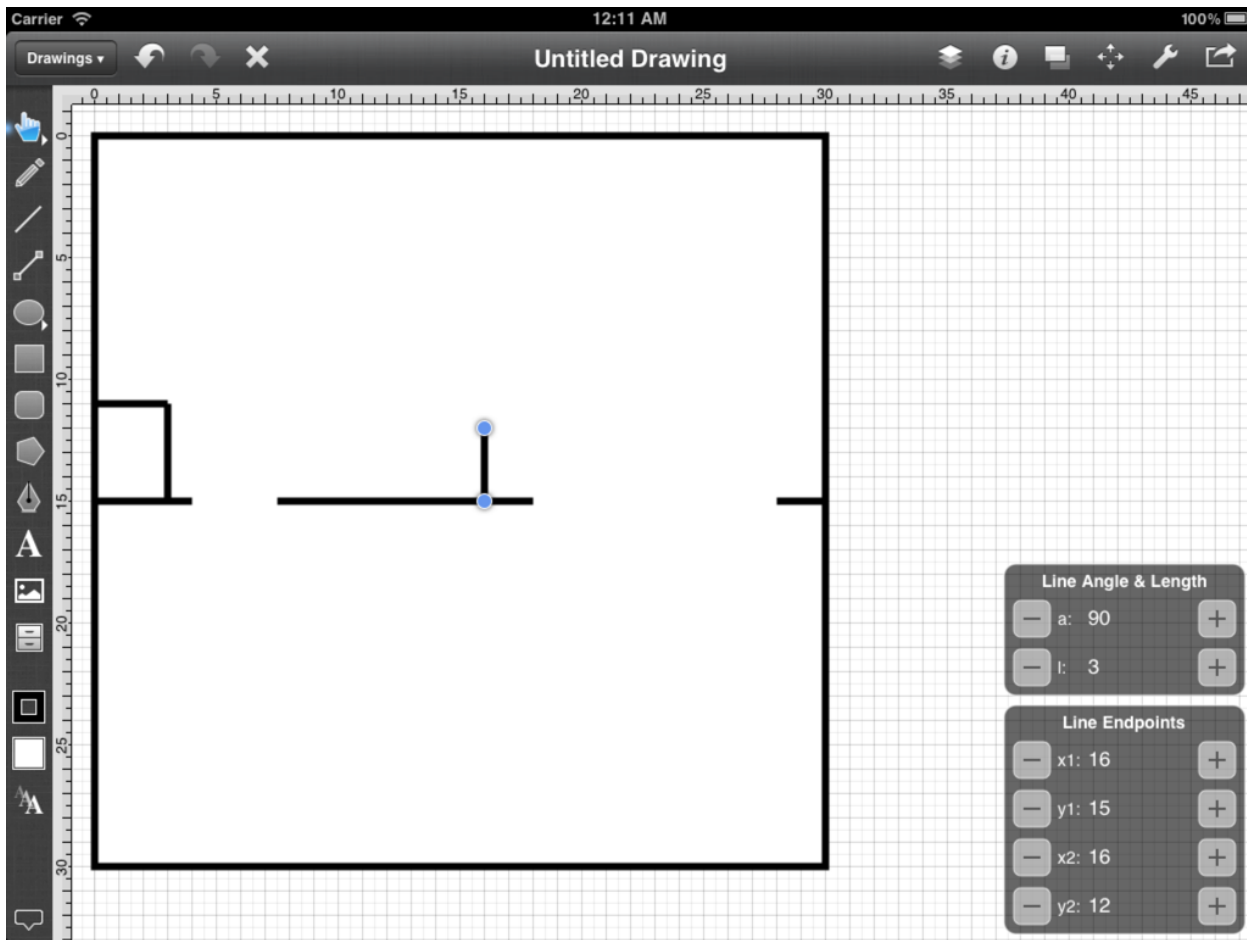 Carrier 12:11 AM 100%
Drawings ▾ Untitled Drawing
0 5 10 15 20 25 30 35 40 45
0
5
10
15
20
25
30
A
AAA
Line Angle & Length
a: 90
l: 3
Line Endpoints
x1: 16
y1: 15
x2: 16
y2: 12